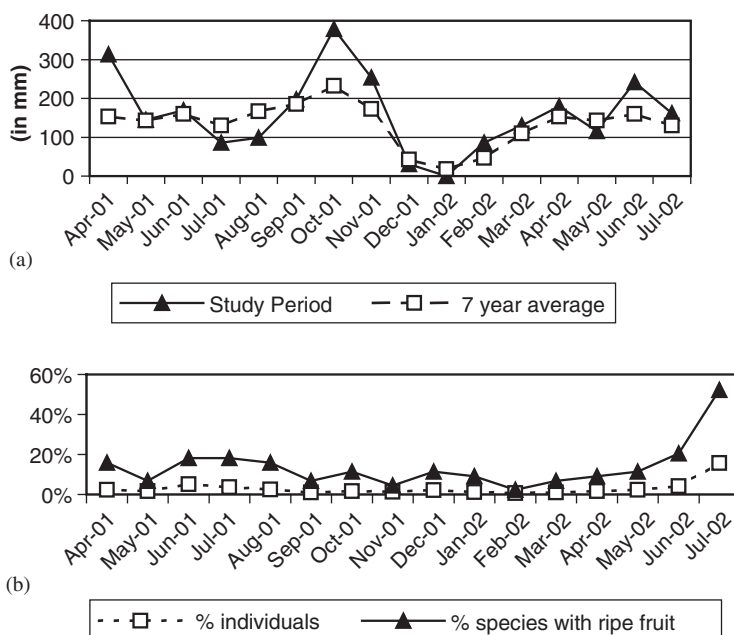 400
300
200
100
0
(in mm)
Apr-01 May-01 Jun-01 Jul-01 Aug-01 Sep-01 Oct-01 Nov-01 Dec-01 Jan-02 Feb-02 Mar-02 Apr-02 May-02 Jun-02 Jul-02
(a)
Study Period 7 year average
60%
40%
20%
0%
Apr-01 May-01 Jun-01 Jul-01 Aug-01 Sep-01 Oct-01 Nov-01 Dec-01 Jan-02 Feb-02 Mar-02 Apr-02 May-02 Jun-02 Jul-02
(b)
% individuals % species with ripe fruit